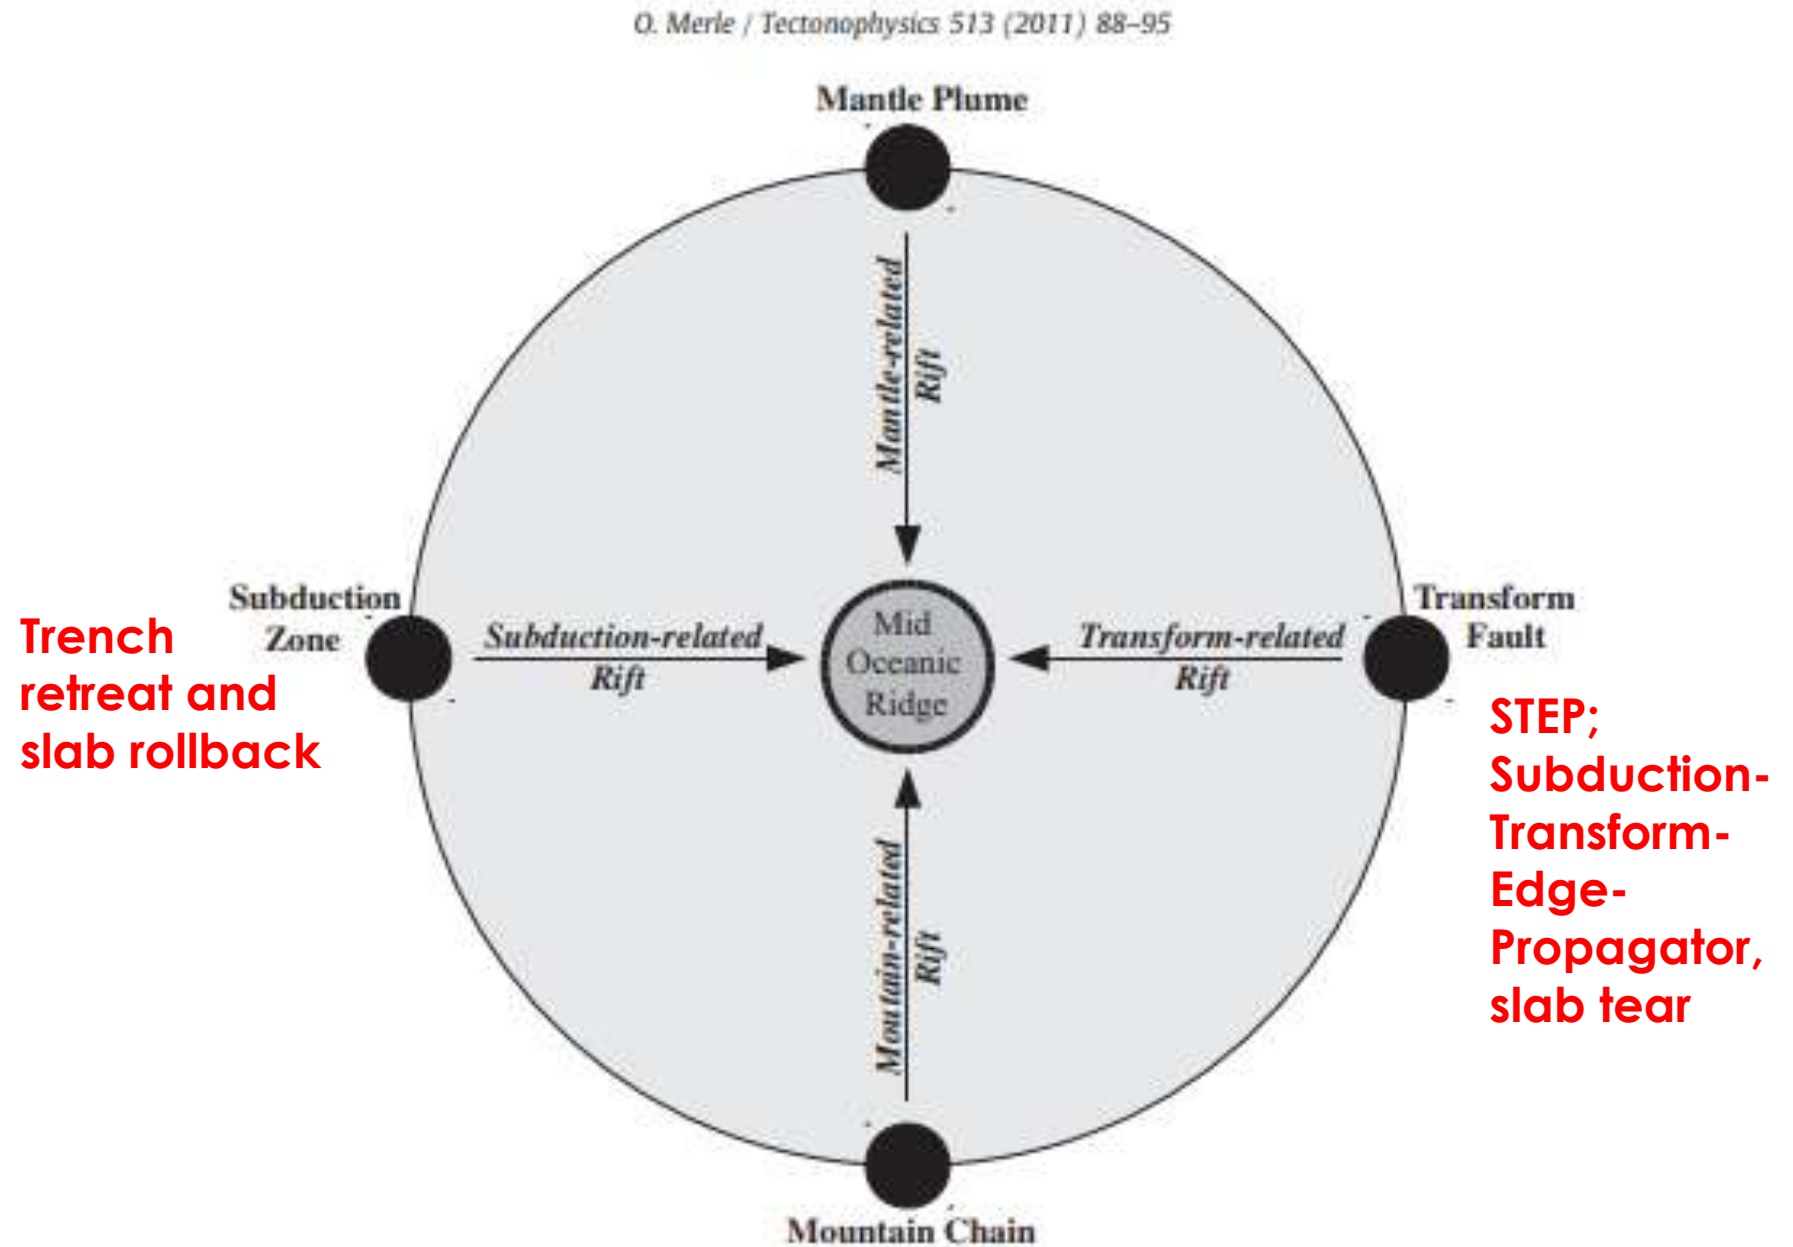 O. Merle / Tectonophysics 513 (2011) 88–95
Mantle Plume
Mantle-related
Rift
Subduction
Zone
Trench
retreat and
slab rollback
Subduction-related
Rift
Mid
Oceanic
Ridge
Transform-related
Rift
Transform
Fault
STEP;
Subduction-
Transform-
Edge-
Propagator,
slab tear
Moutain-related
Rift
Mountain Chain